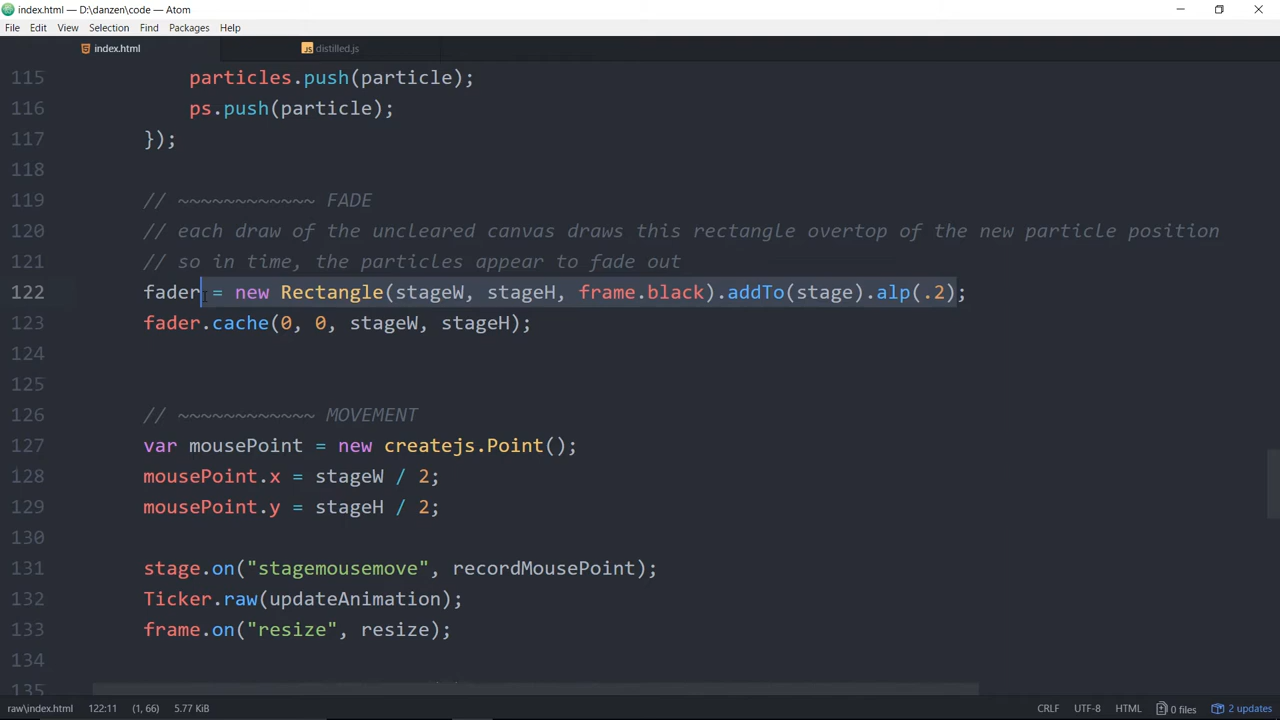 index.html — D:\danzen\code — Atom
File Edit View Selection Find Packages Help
index.html distilled.js
115 particles.push(particle);
116 ps.push(particle);
117 });
118
119 // ~~~~~~~~~~~~ FADE
120 // each draw of the uncleared canvas draws this rectangle overtop of the new particle position
121 // so in time, the particles appear to fade out
122 fader = new Rectangle(stageW, stageH, frame.black).addTo(stage).alp(.2);
123 fader.cache(0, 0, stageW, stageH);
124
125
126 // ~~~~~~~~~~~~ MOVEMENT
127 var mousePoint = new createjs.Point();
128 mousePoint.x = stageW / 2;
129 mousePoint.y = stageH / 2;
130
131 stage.on("stagemousemove", recordMousePoint);
132 Ticker.raw(updateAnimation);
133 frame.on("resize", resize);
134
135
raw\index.html 122:11 (1, 66) 5.77 KiB CRLF UTF-8 HTML 0 files 2 updates